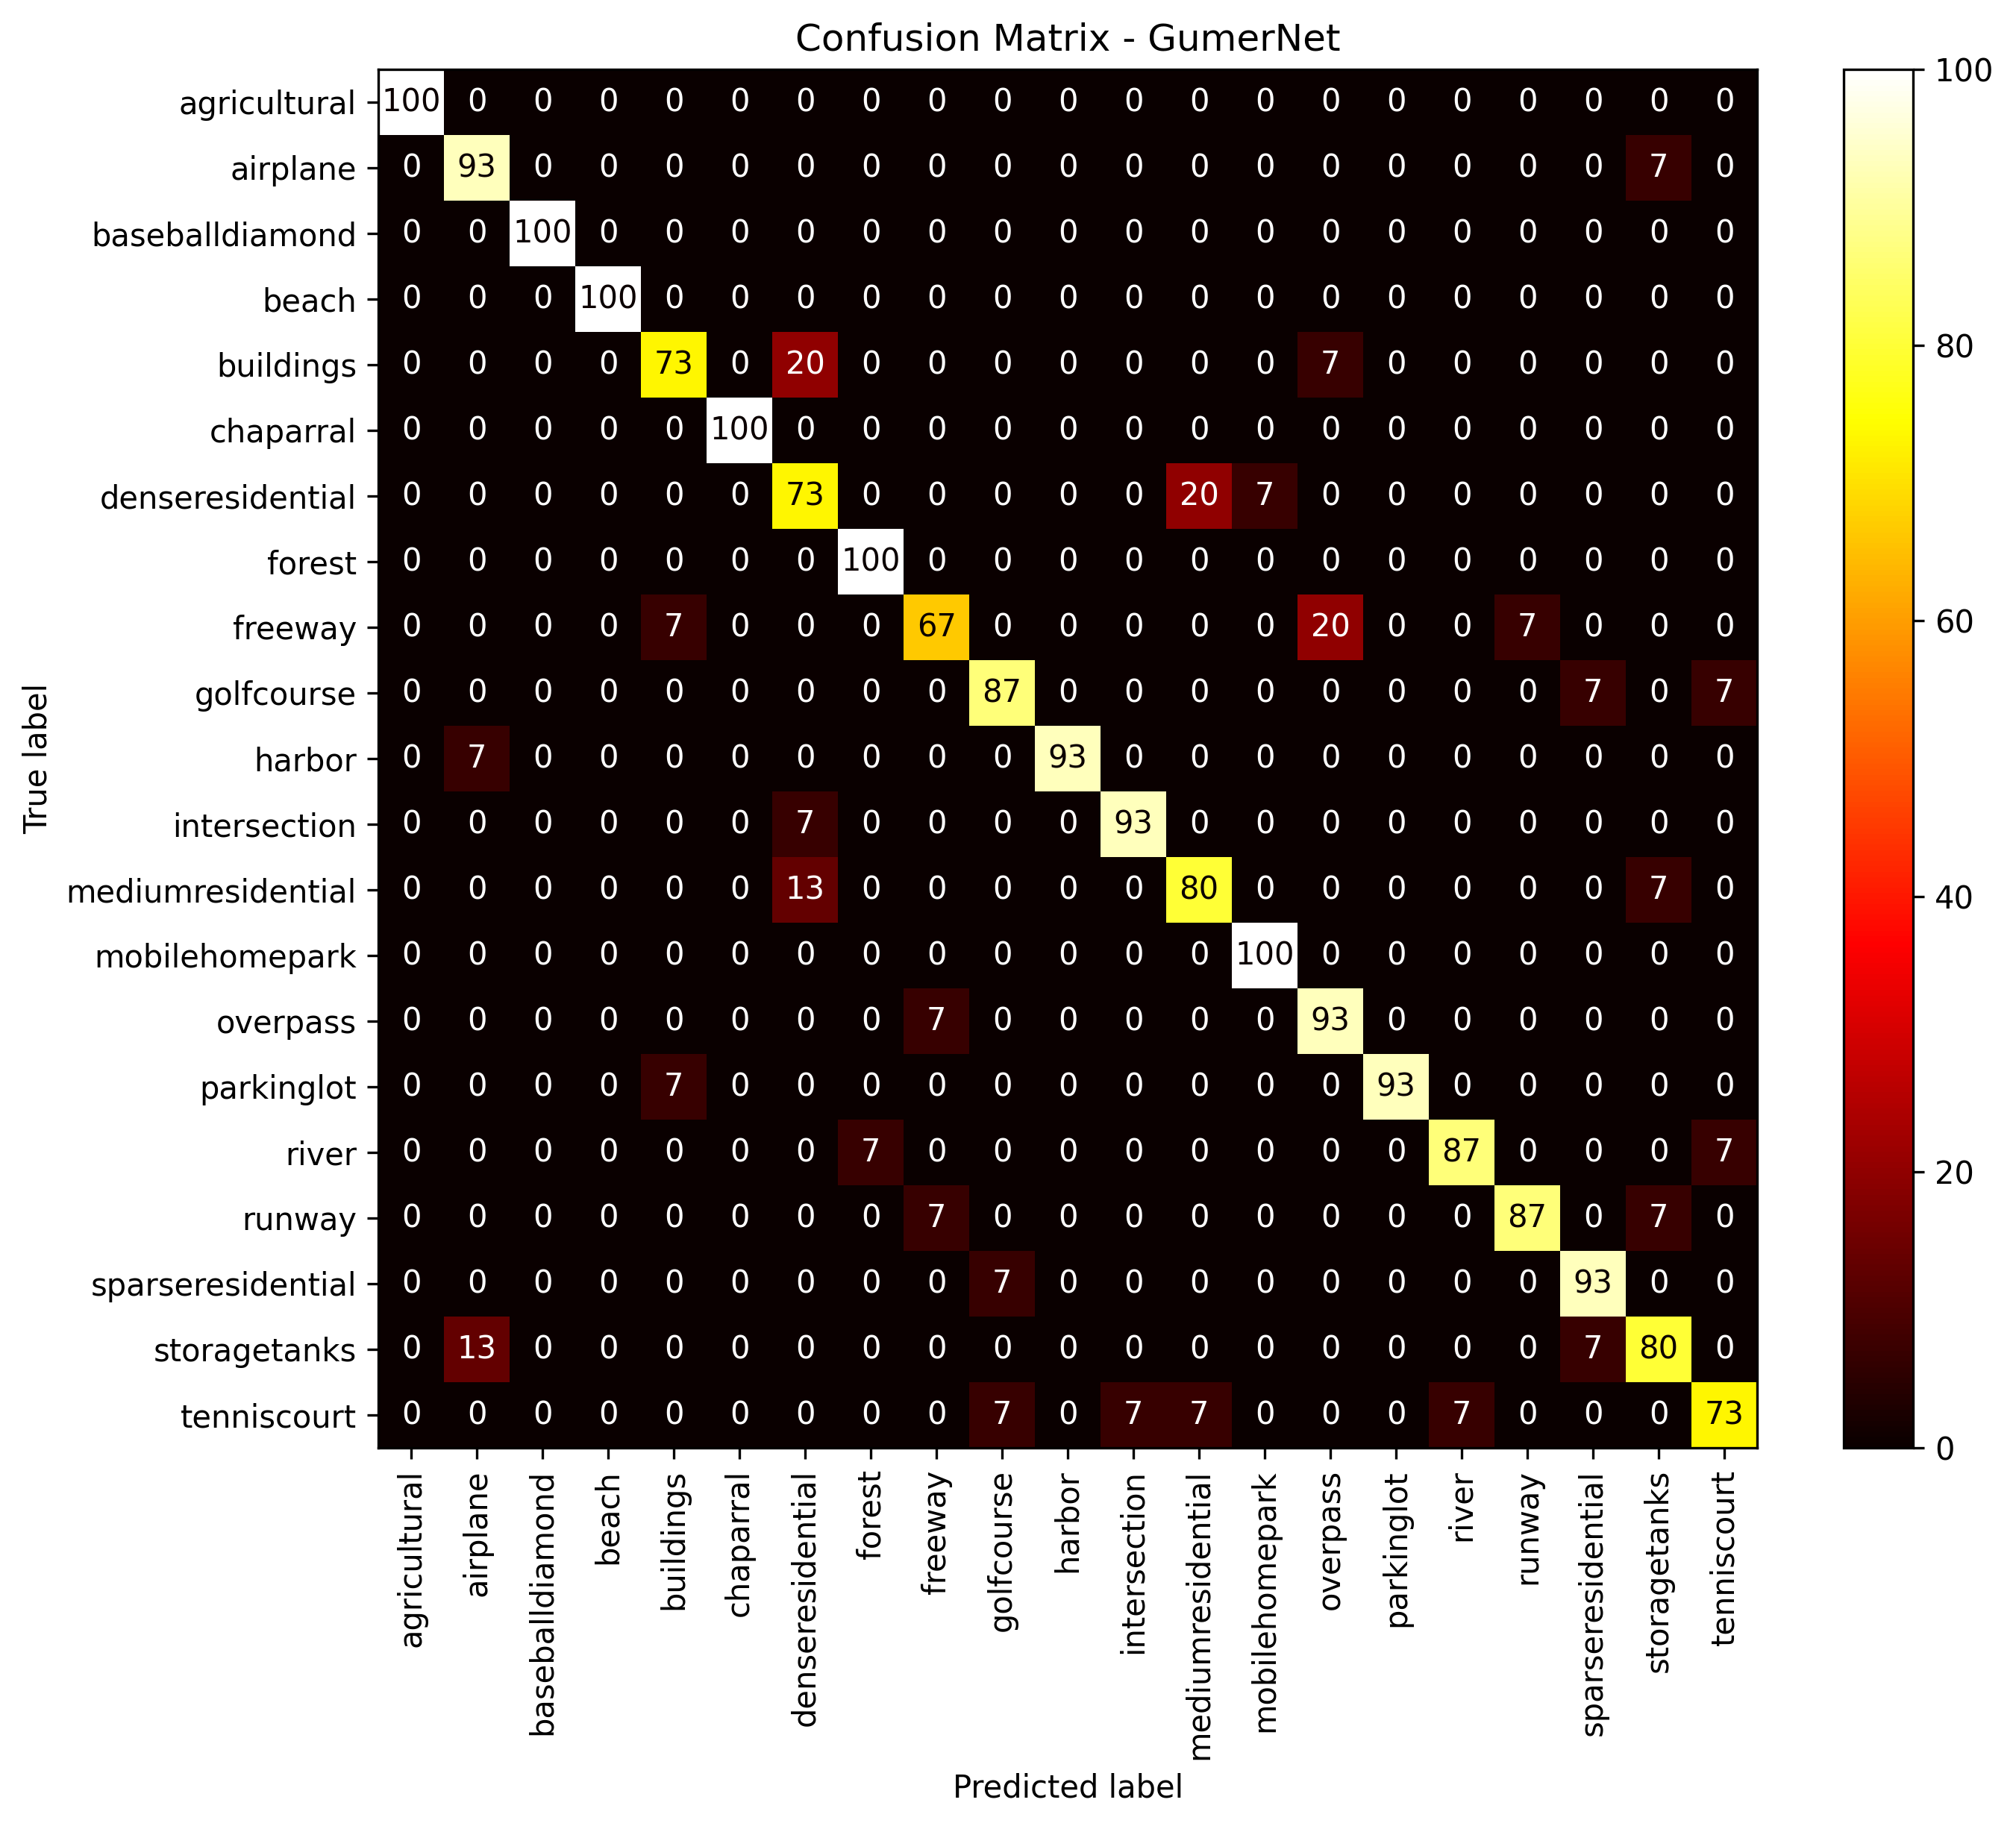 Confusion Matrix - GumerNet
agricultural 100 0 0 0 0 0 0 0 0 0 0 0 0 0 0 0 0 0 0 0 0
airplane 0 93 0 0 0 0 0 0 0 0 0 0 0 0 0 0 0 0 0 7 0
baseballdiamond 0 0 100 0 0 0 0 0 0 0 0 0 0 0 0 0 0 0 0 0 0
beach 0 0 0 100 0 0 0 0 0 0 0 0 0 0 0 0 0 0 0 0 0
buildings 0 0 0 0 73 0 20 0 0 0 0 0 0 0 7 0 0 0 0 0 0
chaparral 0 0 0 0 0 100 0 0 0 0 0 0 0 0 0 0 0 0 0 0 0
denseresidential 0 0 0 0 0 0 73 0 0 0 0 0 20 7 0 0 0 0 0 0 0
forest 0 0 0 0 0 0 0 100 0 0 0 0 0 0 0 0 0 0 0 0 0
freeway 0 0 0 0 7 0 0 0 67 0 0 0 0 0 20 0 0 7 0 0 0
golfcourse 0 0 0 0 0 0 0 0 0 87 0 0 0 0 0 0 0 0 7 0 7
harbor 0 7 0 0 0 0 0 0 0 0 93 0 0 0 0 0 0 0 0 0 0
intersection 0 0 0 0 0 0 7 0 0 0 0 93 0 0 0 0 0 0 0 0 0
mediumresidential 0 0 0 0 0 0 13 0 0 0 0 0 80 0 0 0 0 0 0 7 0
mobilehomepark 0 0 0 0 0 0 0 0 0 0 0 0 0 100 0 0 0 0 0 0 0
overpass 0 0 0 0 0 0 0 0 7 0 0 0 0 0 93 0 0 0 0 0 0
parkinglot 0 0 0 0 7 0 0 0 0 0 0 0 0 0 0 93 0 0 0 0 0
river 0 0 0 0 0 0 0 7 0 0 0 0 0 0 0 0 87 0 0 0 7
runway 0 0 0 0 0 0 0 0 7 0 0 0 0 0 0 0 0 87 0 7 0
sparseresidential 0 0 0 0 0 0 0 0 0 7 0 0 0 0 0 0 0 0 93 0 0
storagetanks 0 13 0 0 0 0 0 0 0 0 0 0 0 0 0 0 0 0 7 80 0
tenniscourt 0 0 0 0 0 0 0 0 0 7 0 7 7 0 0 0 7 0 0 0 73
True label
agricultural
airplane
baseballdiamond
beach
buildings
chaparral
denseresidential
forest
freeway
golfcourse
harbor
intersection
mediumresidential
mobilehomepark
overpass
parkinglot
river
runway
sparseresidential
storagetanks
tenniscourt
Predicted label
100
80
60
40
20
0